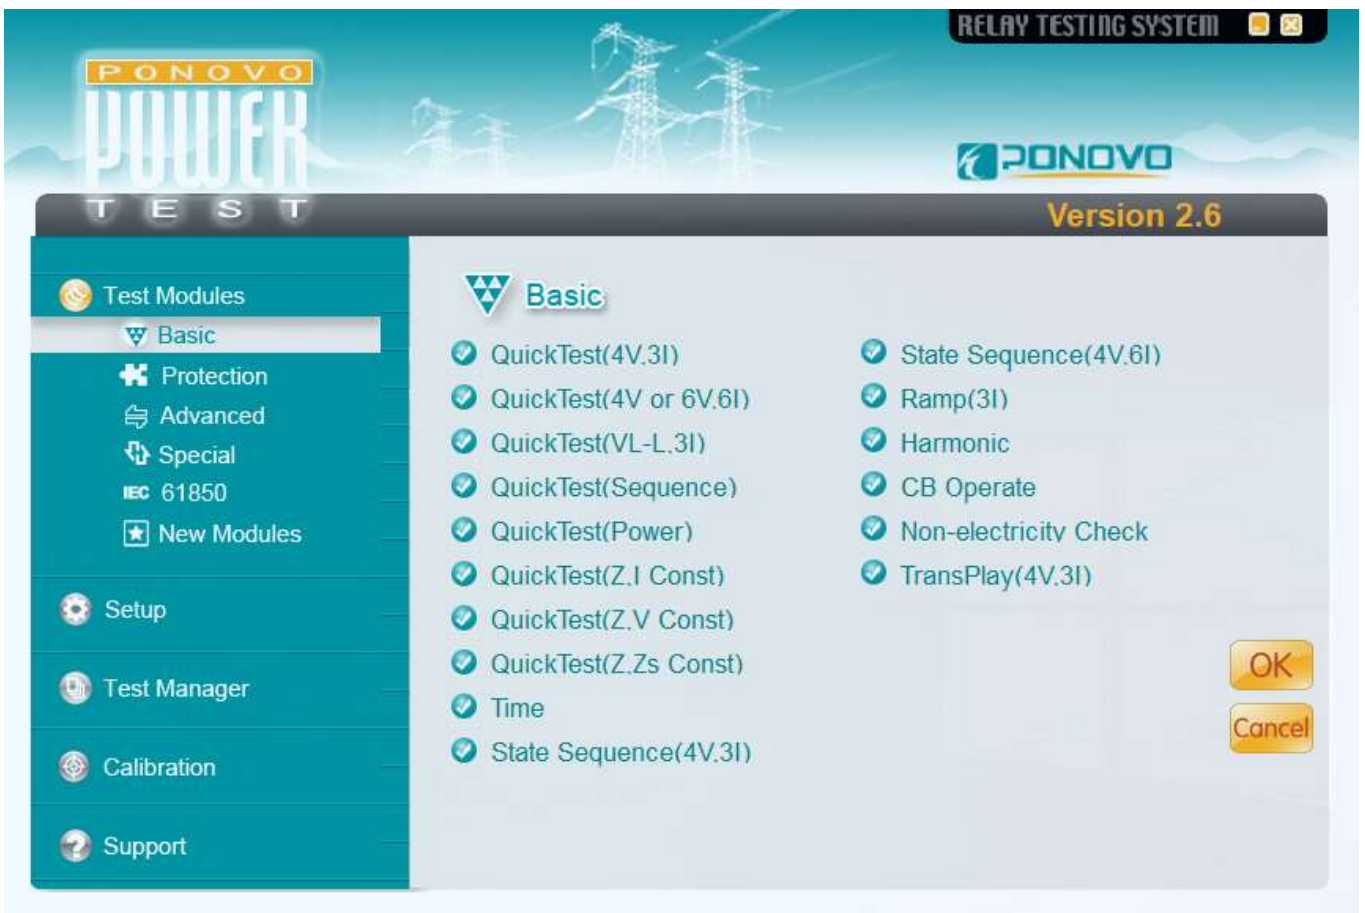 RELAY TESTING SYSTEM
PONOVO
POWER
TEST
PONOVO
Version 2.6
Test Modules
Basic
Protection
Advanced
Special
IEC 61850
New Modules
Setup
Test Manager
Calibration
Support
Basic
QuickTest(4V,3I)
QuickTest(4V or 6V,6I)
QuickTest(VL-L,3I)
QuickTest(Sequence)
QuickTest(Power)
QuickTest(Z,I Const)
QuickTest(Z,V Const)
QuickTest(Z,Zs Const)
Time
State Sequence(4V,3I)
State Sequence(4V,6I)
Ramp(3I)
Harmonic
CB Operate
Non-electricity Check
TransPlay(4V,3I)
OK
Cancel